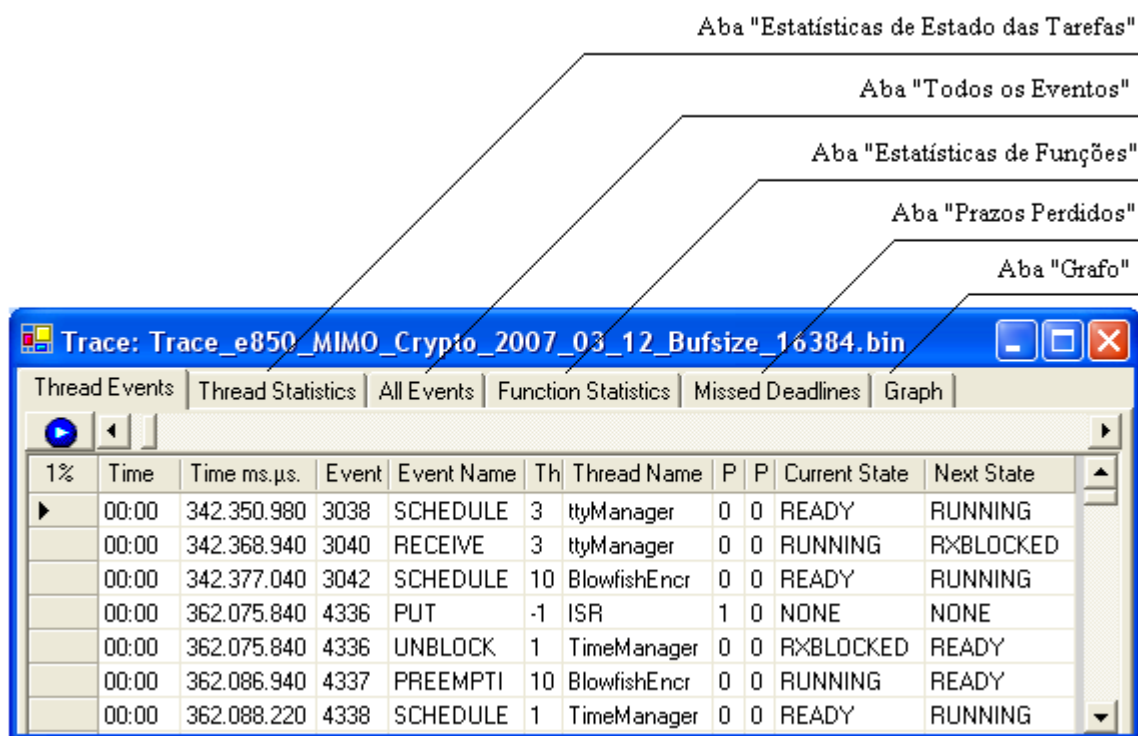 Aba "Estatísticas de Estado das Tarefas"
Aba "Todos os Eventos"
Aba "Estatísticas de Funções"
Aba "Prazos Perdidos"
Aba "Grafo"
Trace: Trace_e850_MIMO_Crypto_2007_03_12_Bufsize_16384.bin
Thread Events Thread Statistics All Events Function Statistics Missed Deadlines Graph
1% Time Time ms.µs. Event Event Name Th Thread Name P P Current State Next State
00:00 342.350.980 3038 SCHEDULE 3 ttyManager 0 0 READY RUNNING
00:00 342.368.940 3040 RECEIVE 3 ttyManager 0 0 RUNNING RXBLOCKED
00:00 342.377.040 3042 SCHEDULE 10 BlowfishEncr 0 0 READY RUNNING
00:00 362.075.840 4336 PUT -1 ISR 1 0 NONE NONE
00:00 362.075.840 4336 UNBLOCK 1 TimeManager 0 0 RXBLOCKED READY
00:00 362.086.940 4337 PREEMPTI 10 BlowfishEncr 0 0 RUNNING READY
00:00 362.088.220 4338 SCHEDULE 1 TimeManager 0 0 READY RUNNING